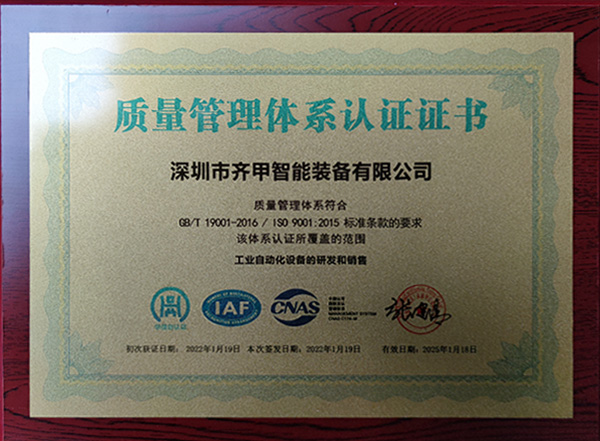 质量管理体系认证证书
深圳市齐甲智能装备有限公司
质量管理体系符合
GB/T 19001-2016 / ISO 9001:2015 标准条款的要求
该体系认证所覆盖的范围
工业自动化设备的研发和销售
IAF
CNAS
MANAGEMENT SYSTEM
初次获证日期: 2022年1月19日 本次签发日期: 2022年1月19日 有效日期: 2025年1月18日